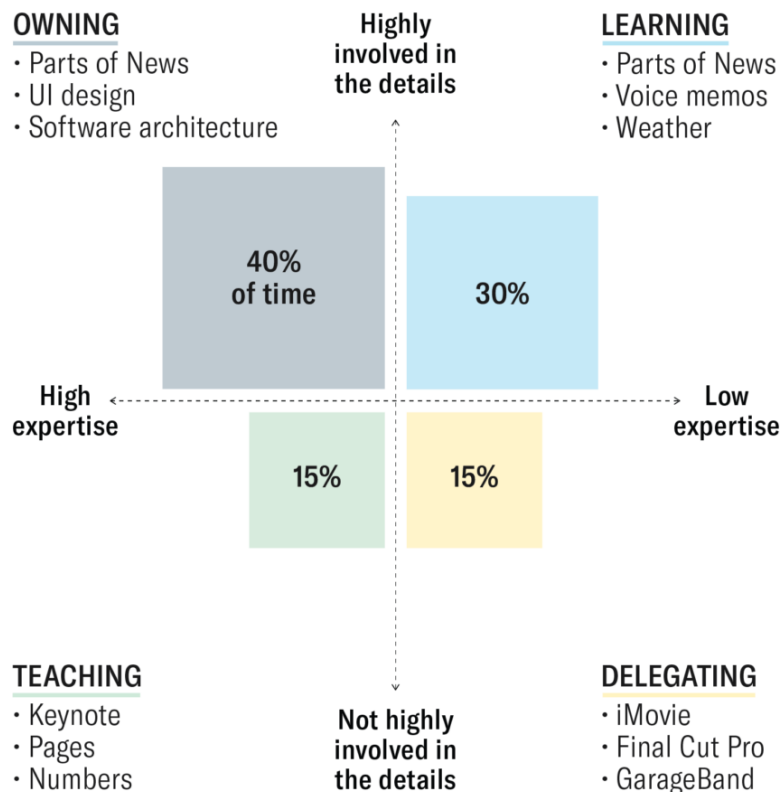 OWNING
· Parts of News
· UI design
· Software architecture
Highly
involved in
the details
LEARNING
· Parts of News
· Voice memos
· Weather
40%
of time
30%
High
expertise
Low
expertise
15%
15%
TEACHING
· Keynote
· Pages
· Numbers
Not highly
involved in
the details
DELEGATING
· iMovie
· Final Cut Pro
· GarageBand